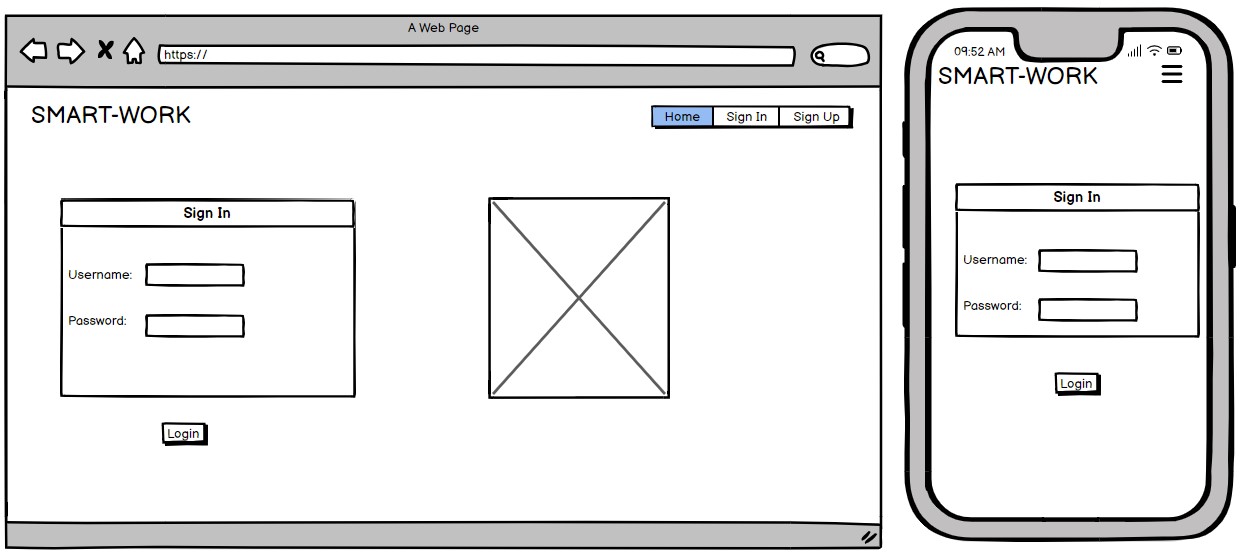 A Web Page
https://
SMART-WORK
Home Sign In Sign Up
Sign In
Username:
Password:
Login
09:52 AM
SMART-WORK
Sign In
Username:
Password:
Login